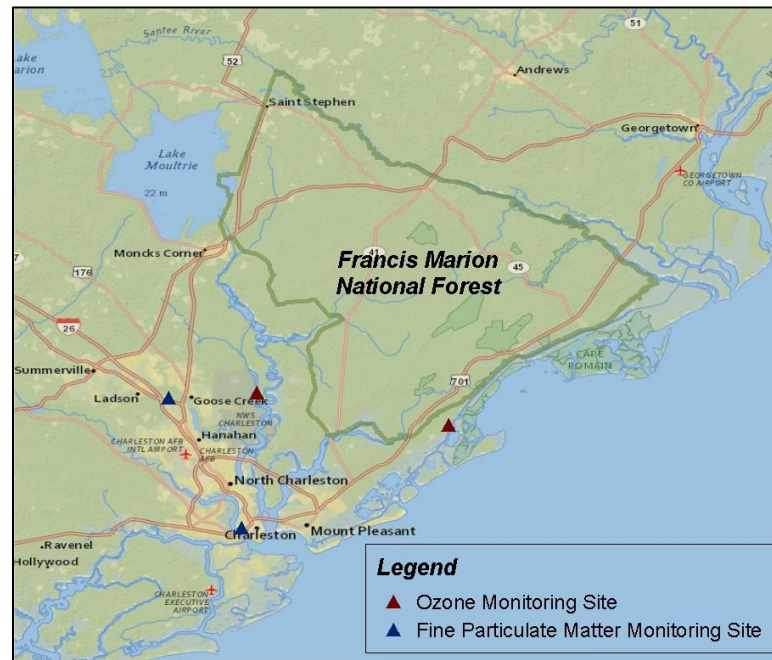 Santee River
Lake
Marion
52
51
Andrews
Saint Stephen
Georgetown
GEORGETOWN
CO AIRPORT
Lake
Moultrie
22 m
Moncks Corner
176
41
45
Francis Marion
National Forest
26
Summerville
Ladson
Goose Creek
NWS
CHARLESTON
701
CAPE
ROMAIN
Hanahan
CHARLESTON AFB
INTL AIRPORT
CHARLESTON
AFB
North Charleston
Charleston
Mount Pleasant
Ravenel
Hollywood
CHARLESTON
EXECUTIVE
AIRPORT
Legend
Ozone Monitoring Site
Fine Particulate Matter Monitoring Site